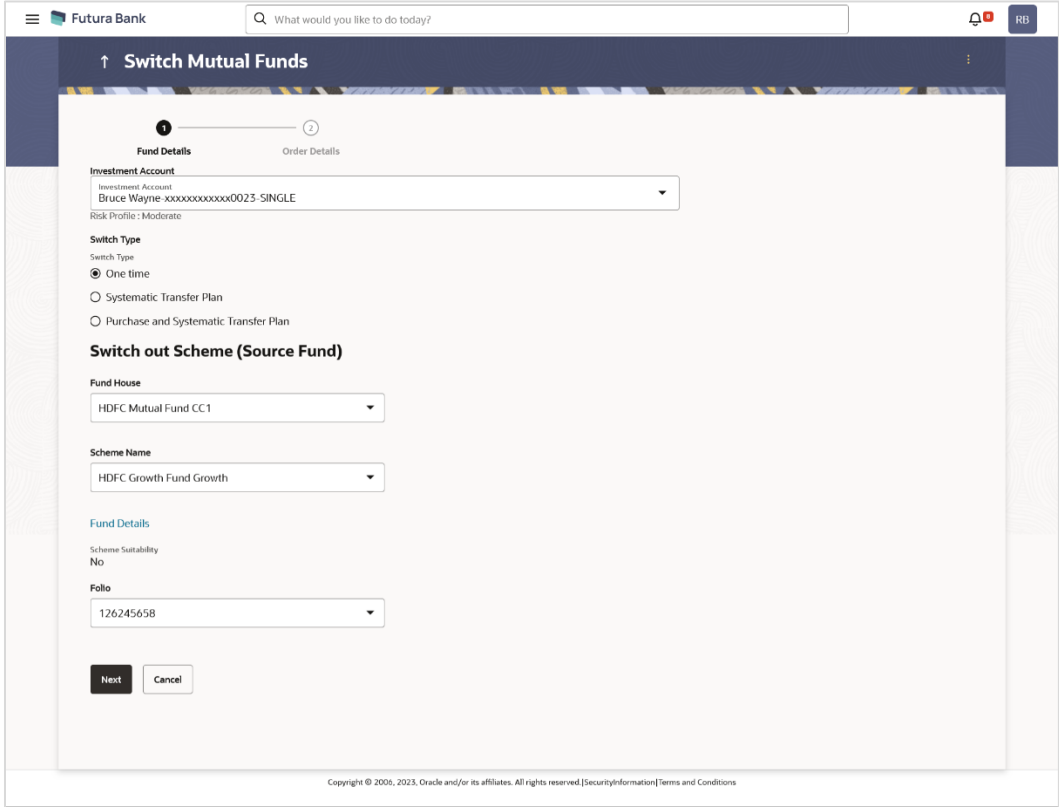 Futura Bank
What would you like to do today?
8
RB
↑ Switch Mutual Funds
1
2
Fund Details
Order Details
Investment Account
Investment Account
Bruce Wayne-xxxxxxxxxxxx0023-SINGLE
Risk Profile : Moderate
Switch Type
Switch Type
One time
Systematic Transfer Plan
Purchase and Systematic Transfer Plan
Switch out Scheme (Source Fund)
Fund House
HDFC Mutual Fund CC1
Scheme Name
HDFC Growth Fund Growth
Fund Details
Scheme Suitability
No
Folio
126245658
Next
Cancel
Copyright © 2006, 2023, Oracle and/or its affiliates. All rights reserved.|SecurityInformation|Terms and Conditions